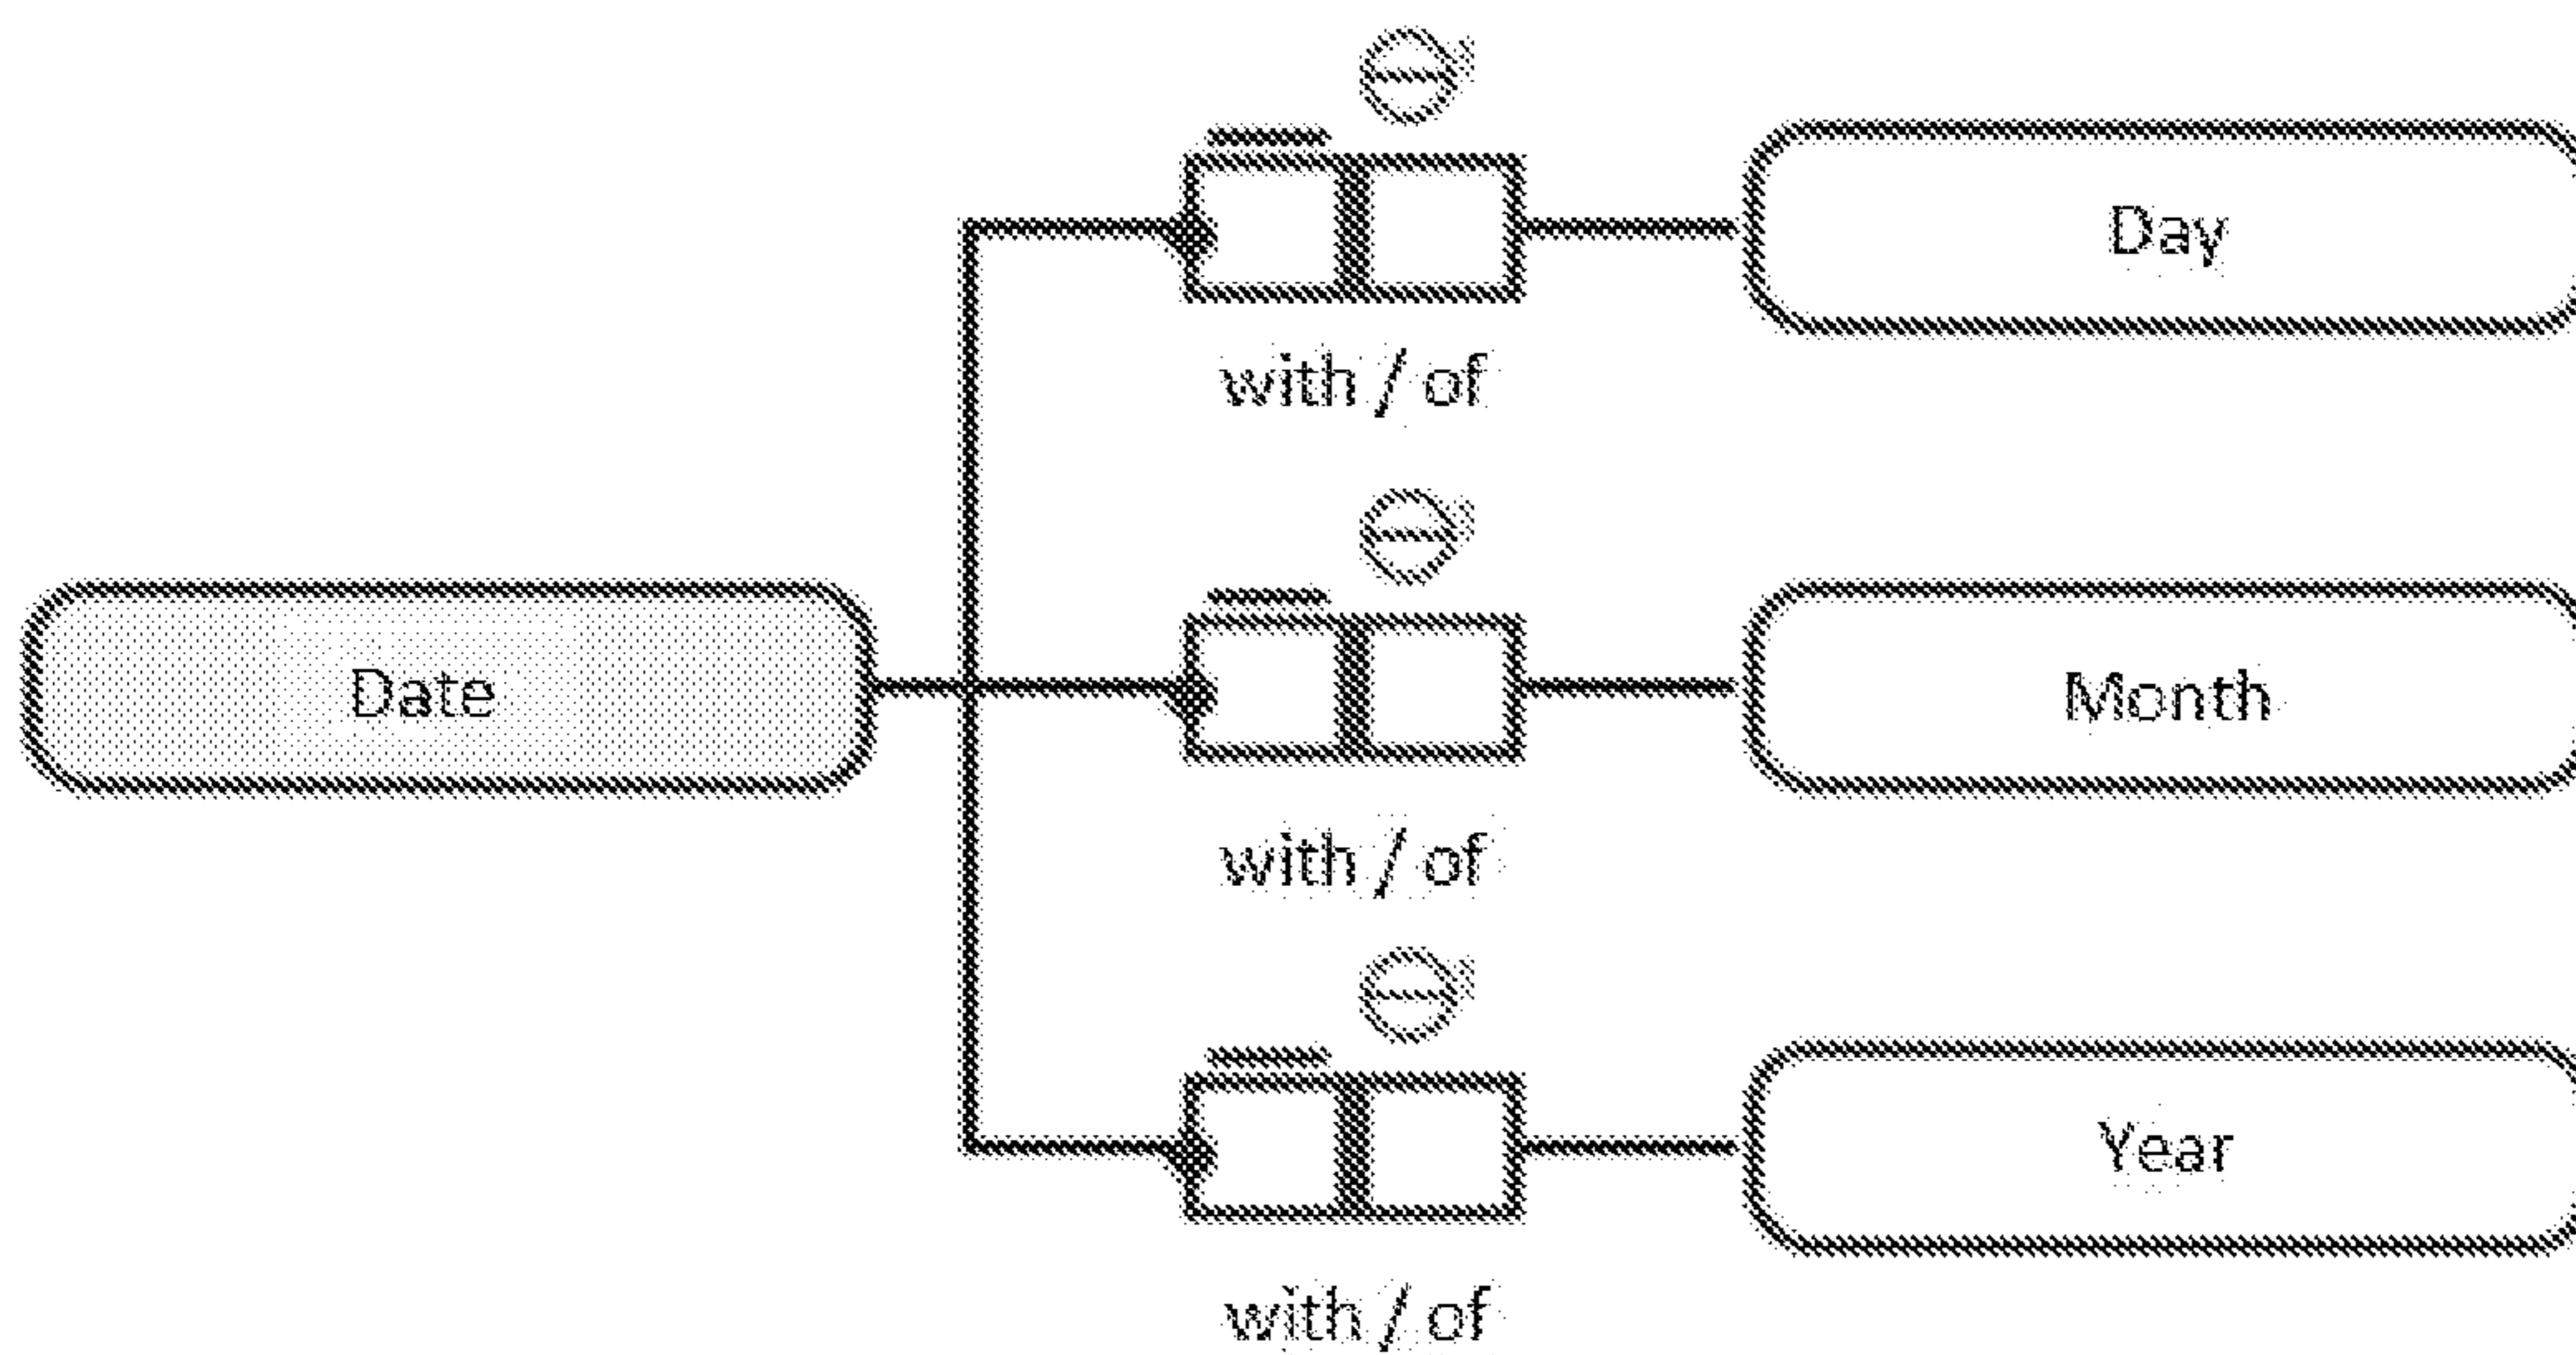 Day
with / of
Date
Month
with / of
Year
with / of